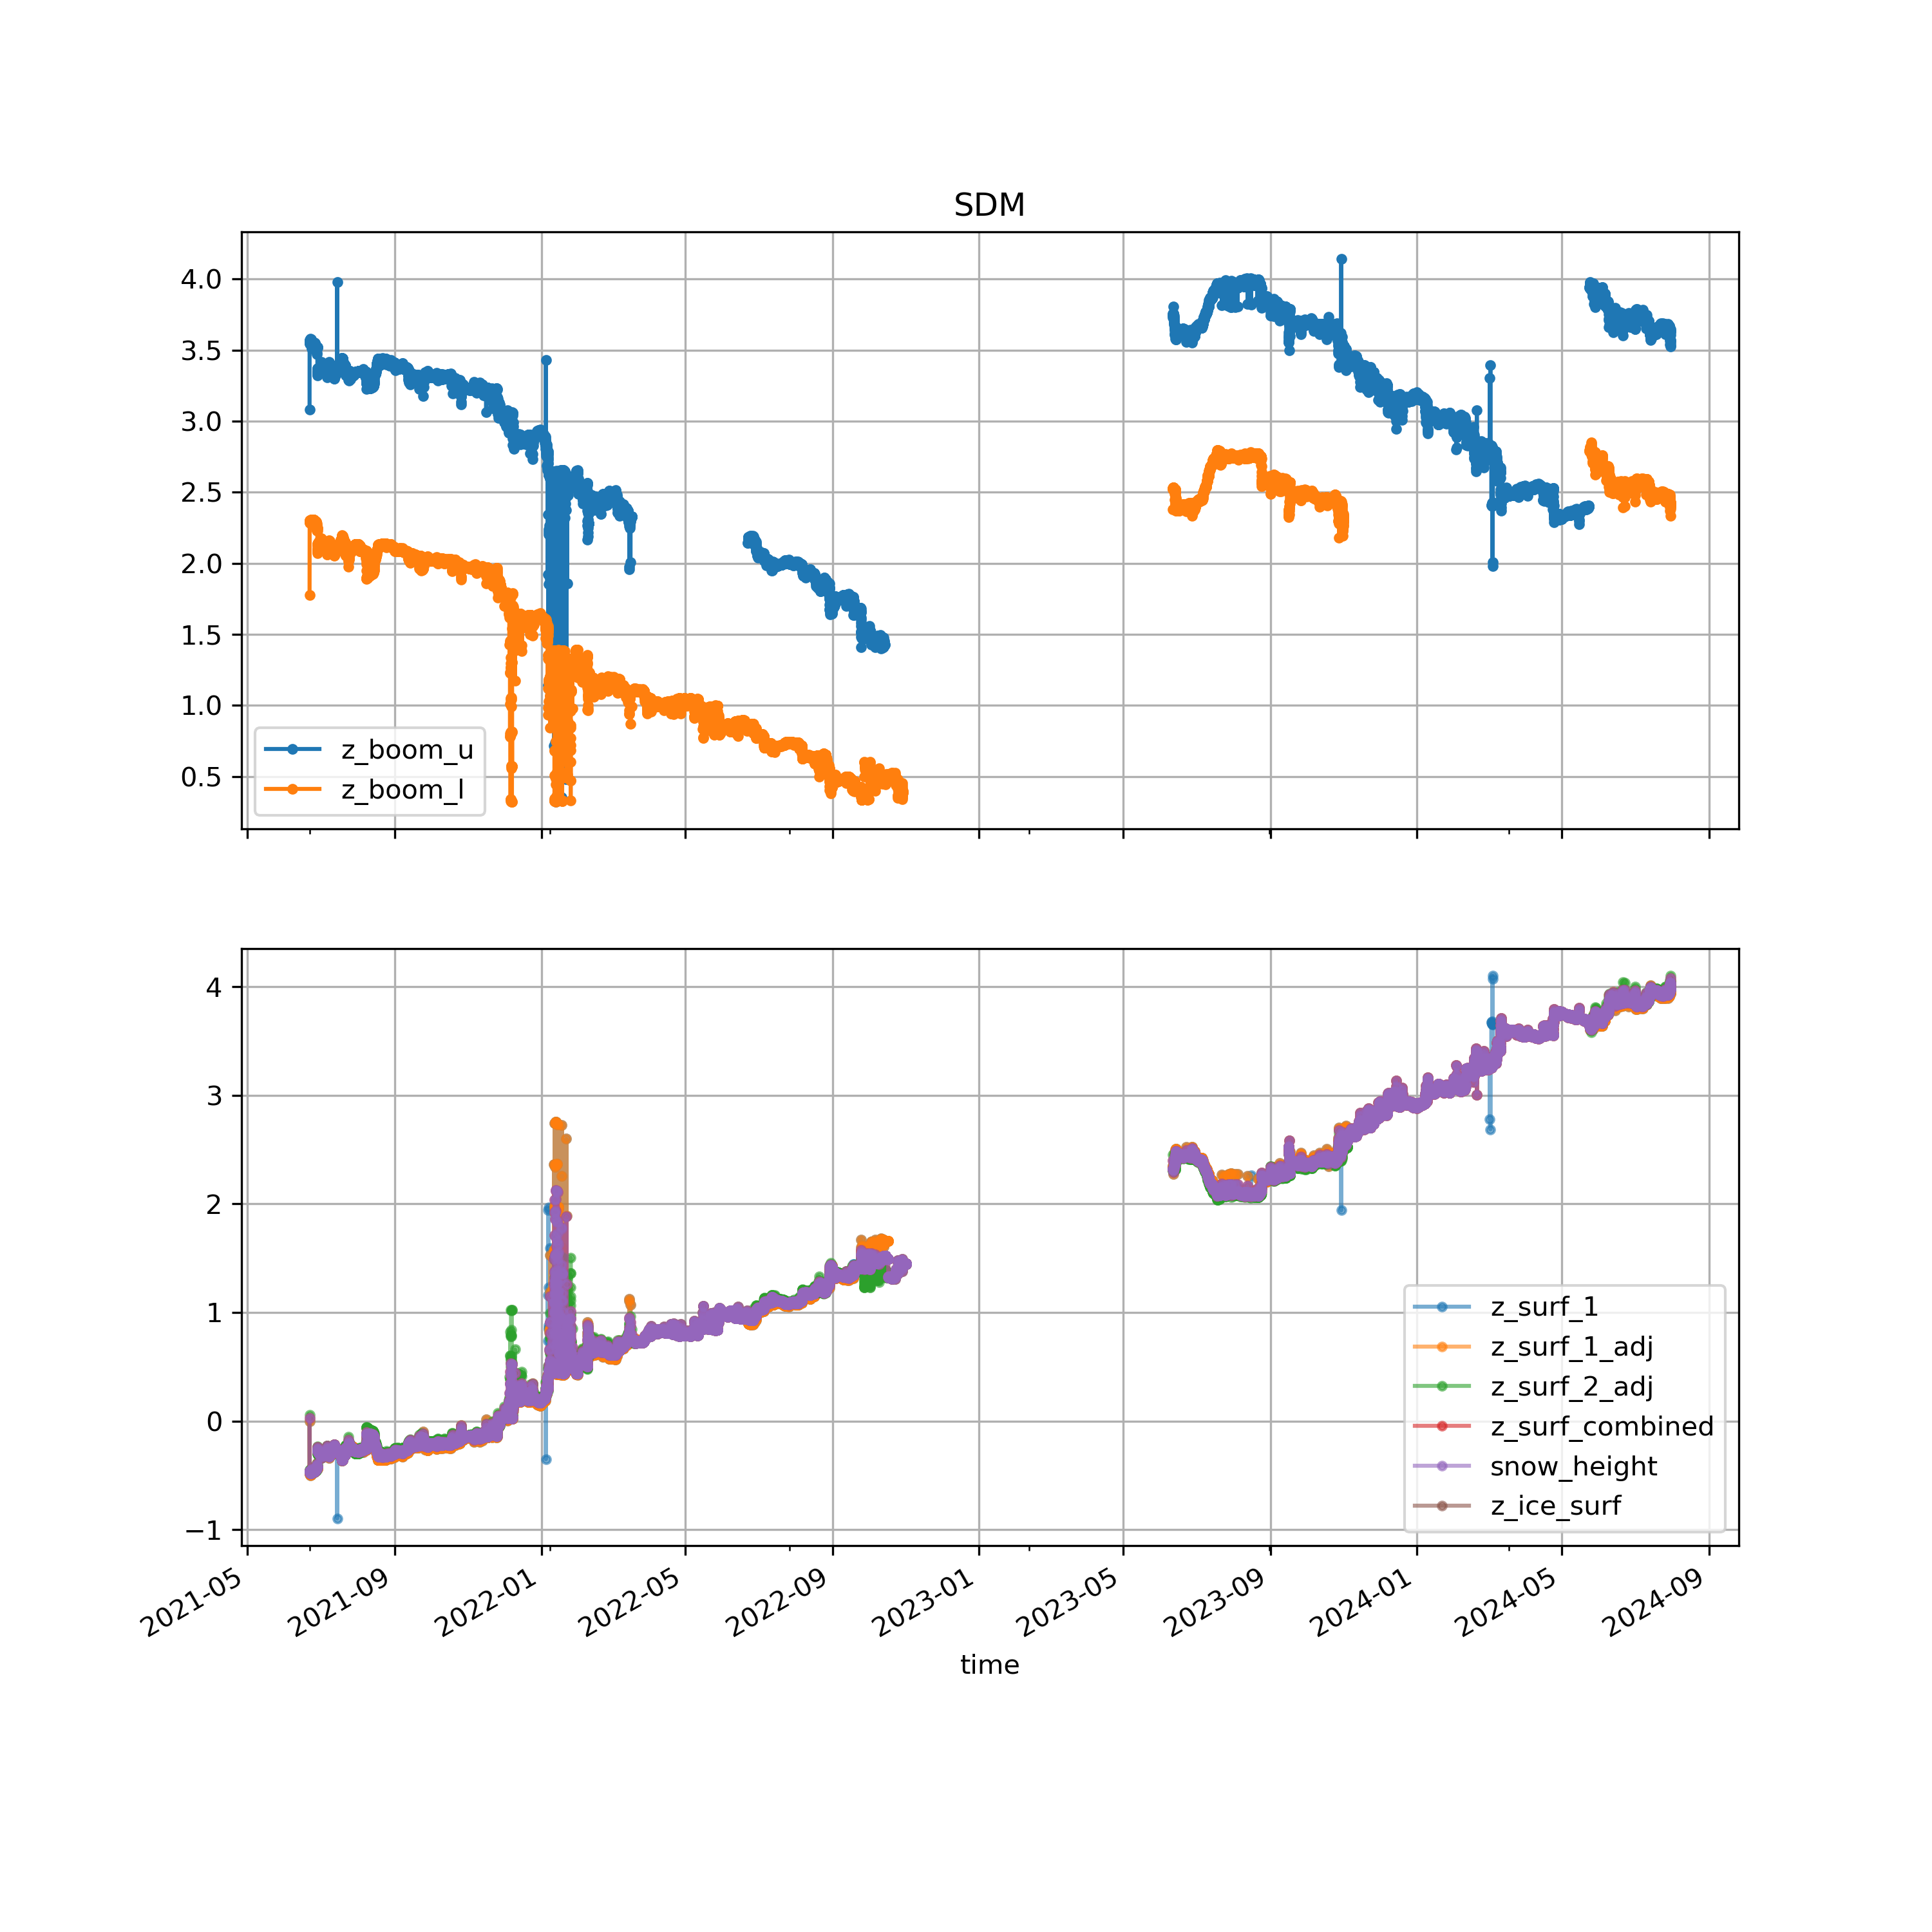 SDM
4.0
3.5
3.0
2.5
2.0
1.5
1.0
0.5
z_boom_u
z_boom_l
4
3
2
1
0
−1
z_surf_1
z_surf_1_adj
z_surf_2_adj
z_surf_combined
snow_height
z_ice_surf
2021-05
2021-09
2022-01
2022-05
2022-09
2023-01
2023-05
2023-09
2024-01
2024-05
2024-09
time